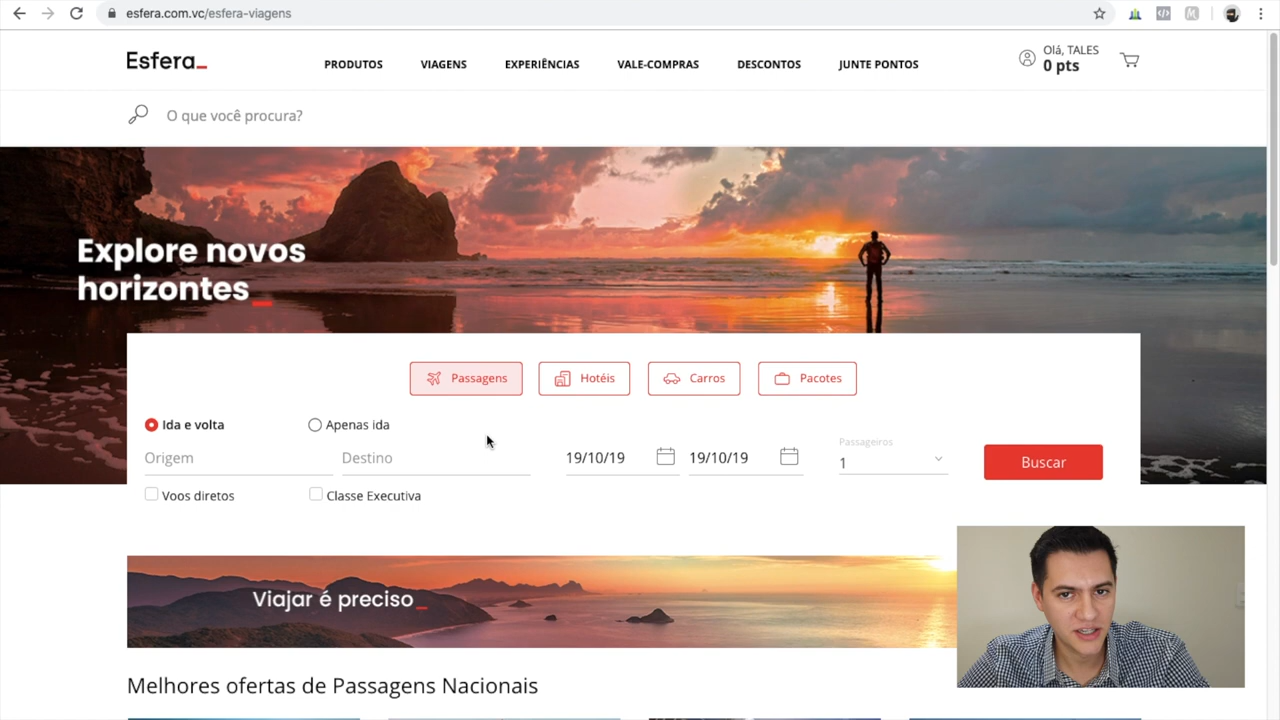 esfera.com.vc/esfera-viagens
Esfera_
PRODUTOS VIAGENS EXPERIÊNCIAS VALE-COMPRAS DESCONTOS JUNTE PONTOS
Olá, TALES
0 pts
O que você procura?
Explore novos
horizontes_
Passagens Hotéis Carros Pacotes
Ida e volta Apenas ida
Passageiros
Origem Destino 19/10/19 19/10/19 1 Buscar
Voos diretos Classe Executiva
Viajar é preciso_
Melhores ofertas de Passagens Nacionais